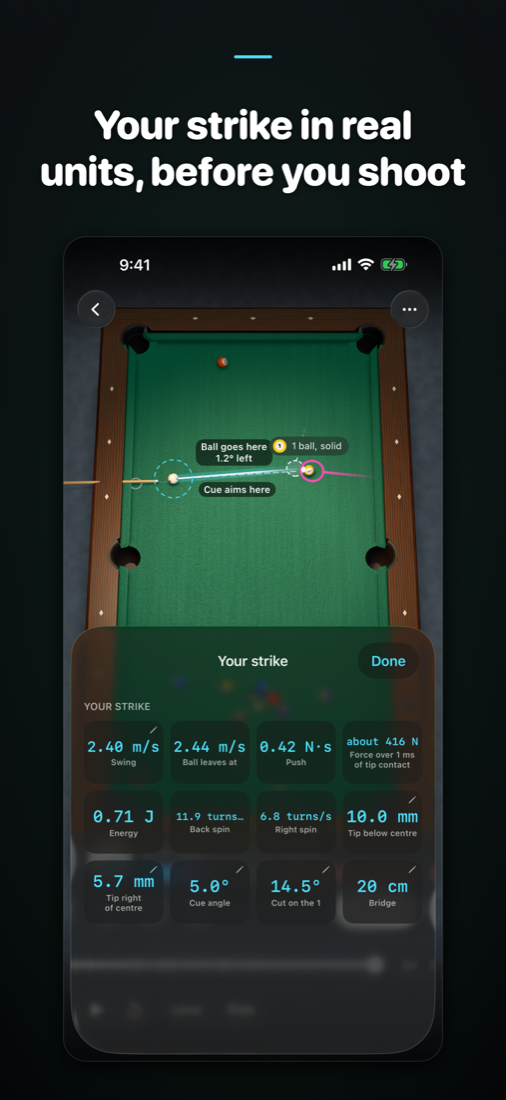 Your strike in real
units, before you shoot
9:41
Ball goes here
1.2° left
1 ball, solid
Cue aims here
Your strike
Done
YOUR STRIKE
2.40 m/s
Swing
2.44 m/s
Ball leaves at
0.42 N·s
Push
about 416 N
Force over 1 ms
of tip contact
0.71 J
Energy
11.9 turns…
Back spin
6.8 turns/s
Right spin
10.0 mm
Tip below centre
5.7 mm
Tip right
of centre
5.0°
Cue angle
14.5°
Cut on the 1
20 cm
Bridge